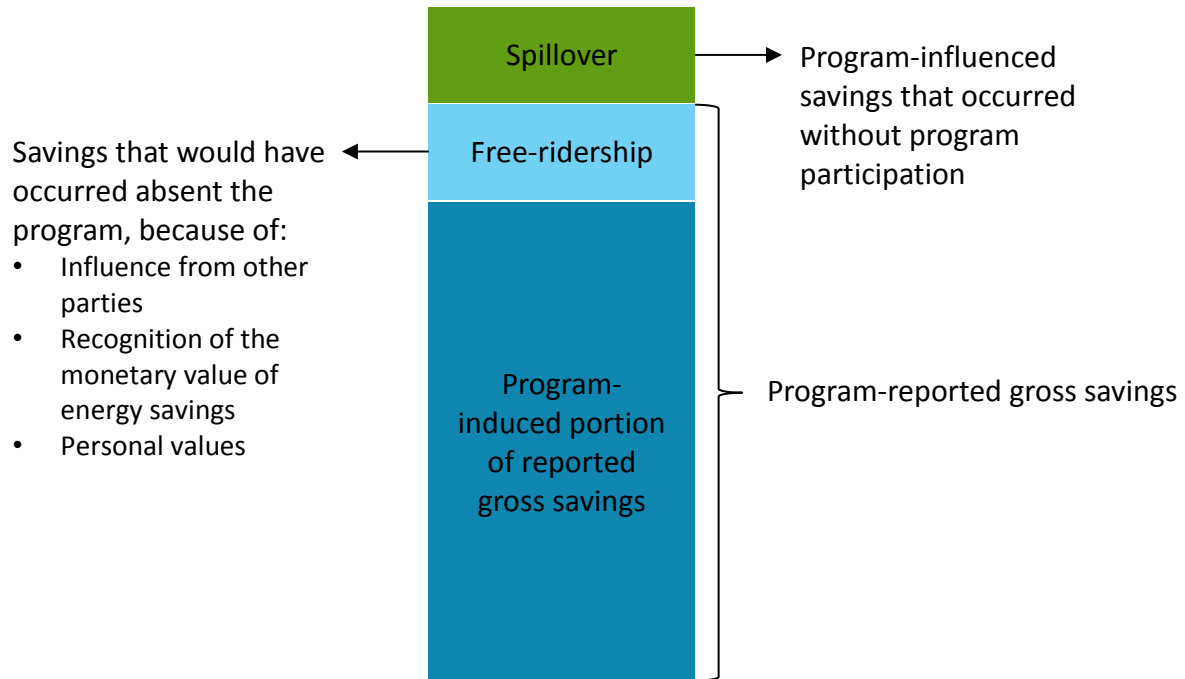 Spillover
Program-influenced
savings that occurred
without program
participation
Free-ridership
Savings that would have
occurred absent the
program, because of:
• Influence from other
parties
• Recognition of the
monetary value of
energy savings
• Personal values
Program-
induced portion
of reported
gross savings
Program-reported gross savings